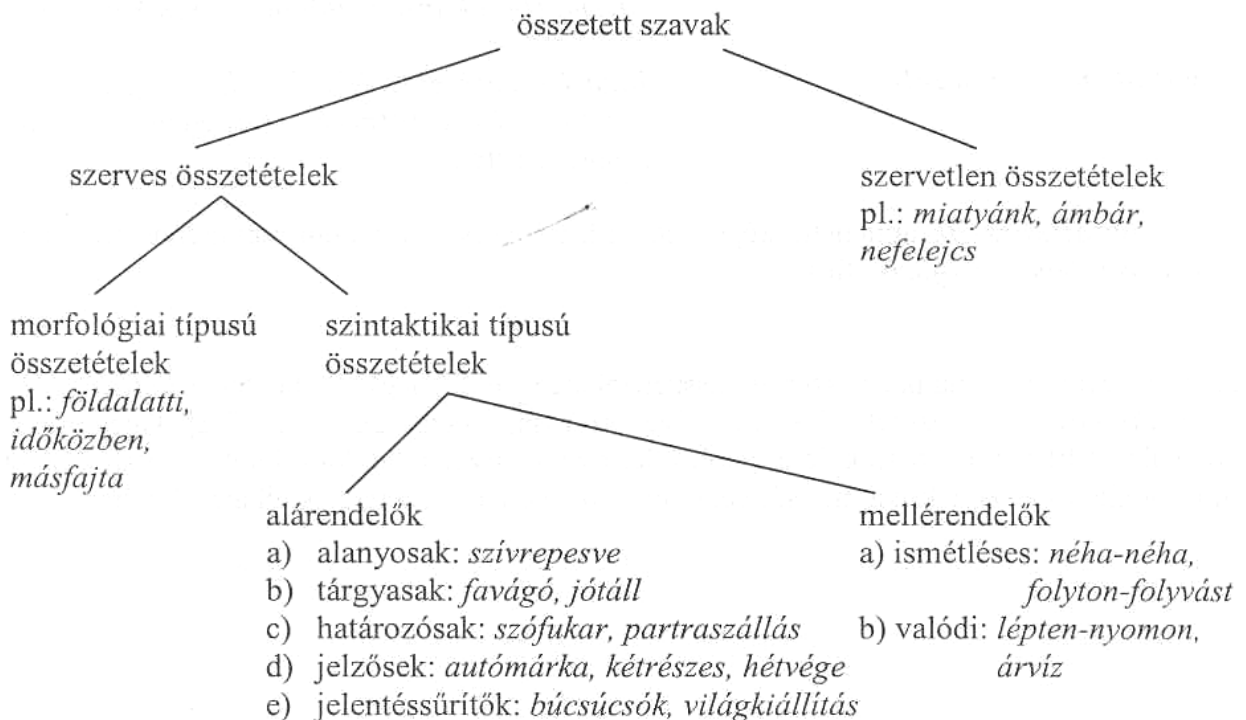 összetett szavak
szerves összetételek
szervetlen összetételek
pl.: miatyánk, ámbár,
nefelejcs
morfológiai típusú
összetételek
pl.: földalatti,
időközben,
másfajta
szintaktikai típusú
összetételek
alárendelők
a) alanyosak: szívrepesve
b) tárgyasak: favágó, jótáll
c) határozósak: szófukar, partraszállás
d) jelzősek: autómárka, kétrészes, hétvége
e) jelentéssűrítők: búcsúcsók, világkiállítás
mellérendelők
a) ismétléses: néha-néha,
folyton-folyvást
b) valódi: lépten-nyomon,
árvíz